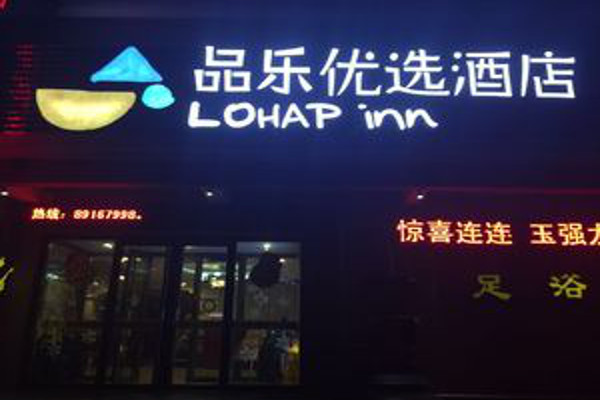 品乐优选酒店
LOHAP inn
热线：89167998。
惊喜连连 玉强
足浴